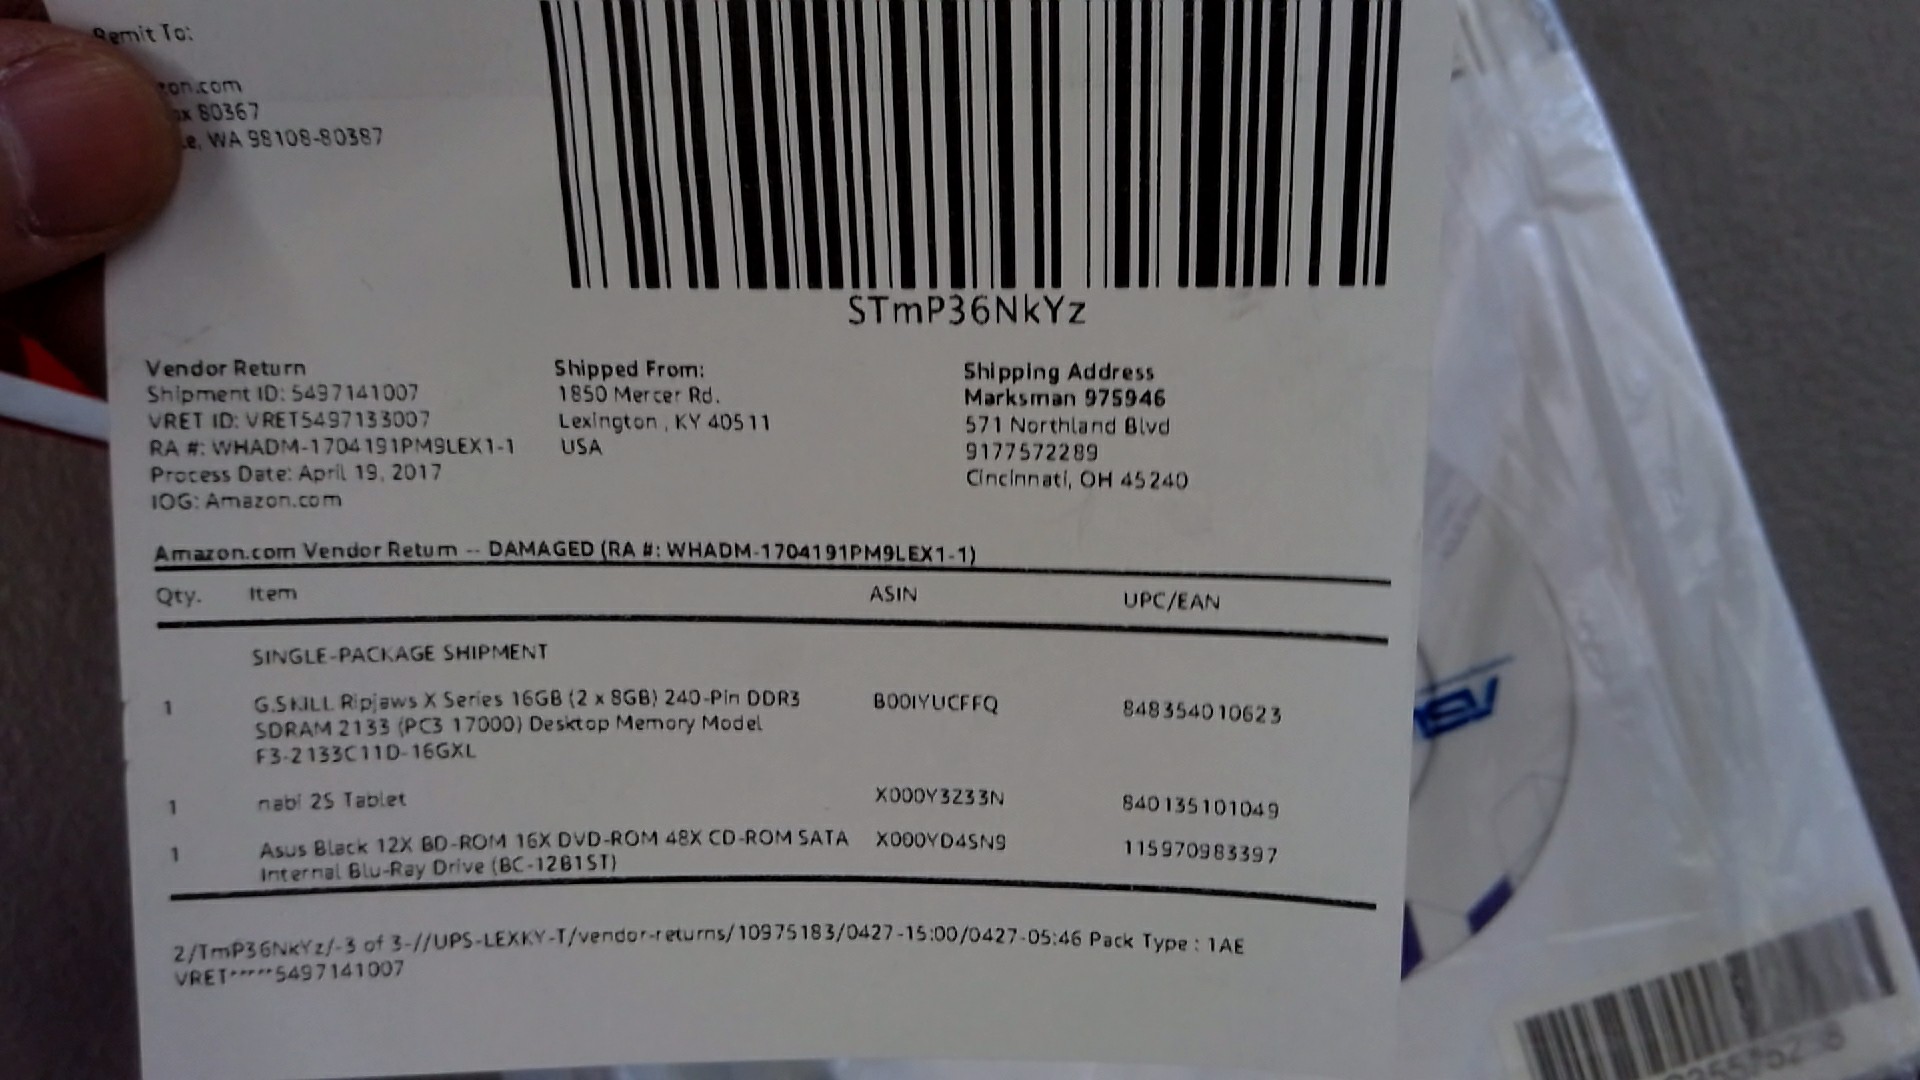 Remit To:
80367
WA 98108-80387
STmP36NkYz
Vendor Return
Shipment ID: 5497141007
VRET ID: VRET5497133007
RA #: WHADM-1704191PM9LEX1-1
Process Date: April 19, 2017
IOG: Amazon.com
Shipped From:
1850 Mercer Rd.
Lexington , KY 40511
USA
Shipping Address
Marksman 975946
571 Northland Blvd
9177572289
Cincinnati, OH 45240
Amazon.com Vendor Return -- DAMAGED (RA #: WHADM-1704191PM9LEX1-1)
Qty. Item ASIN UPC/EAN
SINGLE-PACKAGE SHIPMENT
1 G.SKILL Ripjaws X Series 16GB (2 x 8GB) 240-Pin DDR3 B00IYUCFFQ 848354010623
SDRAM 2133 (PC3 17000) Desktop Memory Model
F3-2133C11D-16GXL
1 nabi 2S Tablet X000Y3Z33N 840135101049
1 Asus Black 12X BD-ROM 16X DVD-ROM 48X CD-ROM SATA X000YD4SN9 115970983397
Internal Blu-Ray Drive (BC-12B1ST)
2/TmP36NkYz/-3 of 3-//UPS-LEXKY-T/vendor-returns/10975183/0427-15:00/0427-05:46 Pack Type : 1AE
VRET*****5497141007